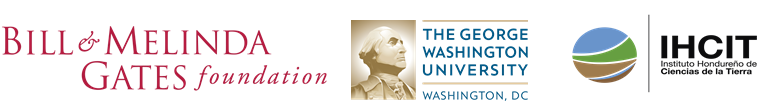 BILL & MELINDA
GATES foundation
THE GEORGE
WASHINGTON
UNIVERSITY
WASHINGTON, DC
IHCIT
Instituto Hondureño de
Ciencias de la Tierra